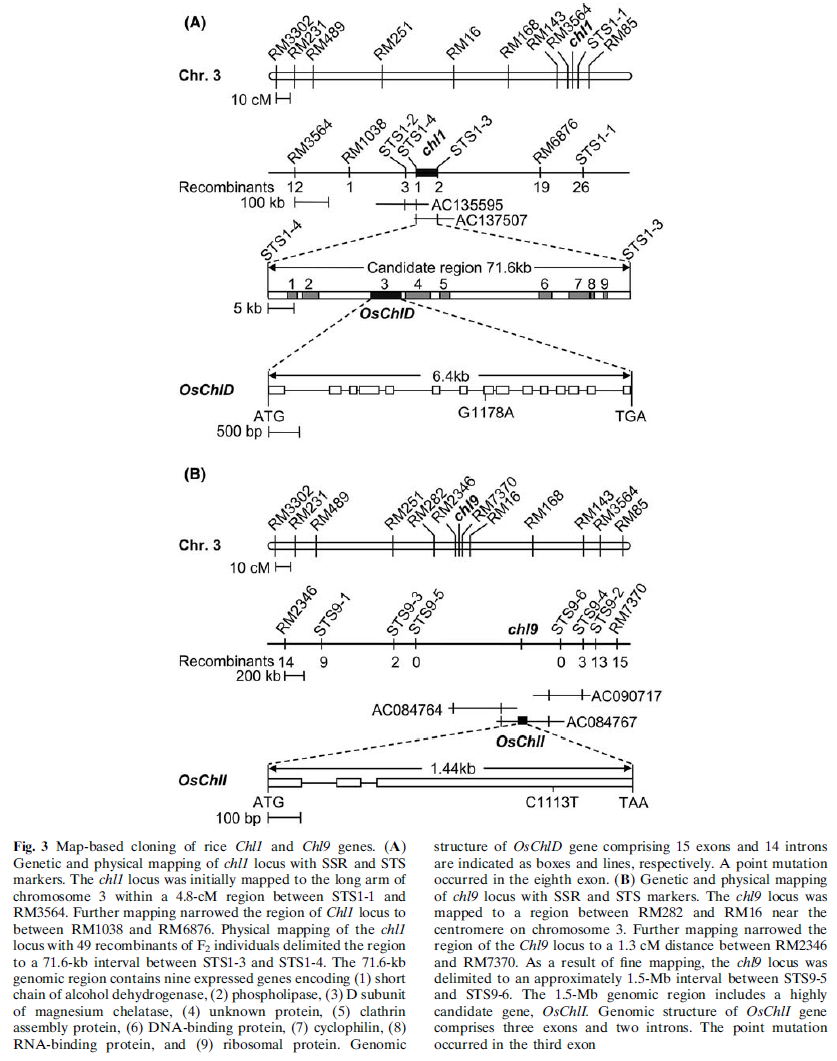 (A)
RM3302
RM231
RM489
RM251
RM16
RM168
RM143
RM3564
chl1
STS1-1
RM85
Chr. 3
10 cM
RM3564
RM1038
STS1-2
STS1-4
chl1
STS1-3
RM6876
STS1-1
Recombinants 12 1 3 1 2 19 26
100 kb
AC135595
AC137507
STS1-4
STS1-3
Candidate region 71.6kb
1 2 3 4 5 6 7 8 9
5 kb
OsChlD
6.4kb
OsChlD
ATG
G1178A
TGA
500 bp
(B)
RM3302
RM231
RM489
RM251
RM282
RM2346
chl9
RM7370
RM16
RM168
RM143
RM3564
RM85
Chr. 3
10 cM
RM2346
STS9-1
STS9-3
STS9-5
chl9
STS9-6
STS9-4
STS9-2
RM7370
Recombinants 14 9 2 0 0 3 13 15
200 kb
AC090717
AC084764
AC084767
OsChlI
1.44kb
OsChlI
ATG
C1113T
TAA
100 bp
Fig. 3 Map-based cloning of rice Chl1 and Chl9 genes. (A)
Genetic and physical mapping of chl1 locus with SSR and STS
markers. The chl1 locus was initially mapped to the long arm of
chromosome 3 within a 4.8-cM region between STS1-1 and
RM3564. Further mapping narrowed the region of Chl1 locus to
between RM1038 and RM6876. Physical mapping of the chl1
locus with 49 recombinants of F2 individuals delimited the region
to a 71.6-kb interval between STS1-3 and STS1-4. The 71.6-kb
genomic region contains nine expressed genes encoding (1) short
chain of alcohol dehydrogenase, (2) phospholipase, (3) D subunit
of magnesium chelatase, (4) unknown protein, (5) clathrin
assembly protein, (6) DNA-binding protein, (7) cyclophilin, (8)
RNA-binding protein, and (9) ribosomal protein. Genomic
structure of OsChlD gene comprising 15 exons and 14 introns
are indicated as boxes and lines, respectively. A point mutation
occurred in the eighth exon. (B) Genetic and physical mapping
of chl9 locus with SSR and STS markers. The chl9 locus was
mapped to a region between RM282 and RM16 near the
centromere on chromosome 3. Further mapping narrowed the
region of the Chl9 locus to a 1.3 cM distance between RM2346
and RM7370. As a result of fine mapping, the chl9 locus was
delimited to an approximately 1.5-Mb interval between STS9-5
and STS9-6. The 1.5-Mb genomic region includes a highly
candidate gene, OsChlI. Genomic structure of OsChlI gene
comprises three exons and two introns. The point mutation
occurred in the third exon